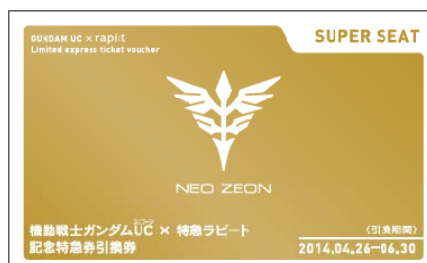 GUNDAM UC × rapi:t
Limited express ticket voucher
SUPER SEAT
NEO ZEON
機動戦士ガンダムUC × 特急ラピート
記念特急券引換券
〈引換期間〉
2014.04.26-06.30